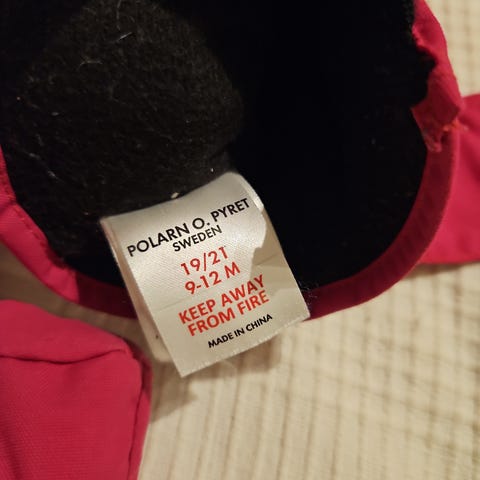 POLARN O. PYRET
SWEDEN
19/21
9-12 M
KEEP AWAY
FROM FIRE
MADE IN CHINA